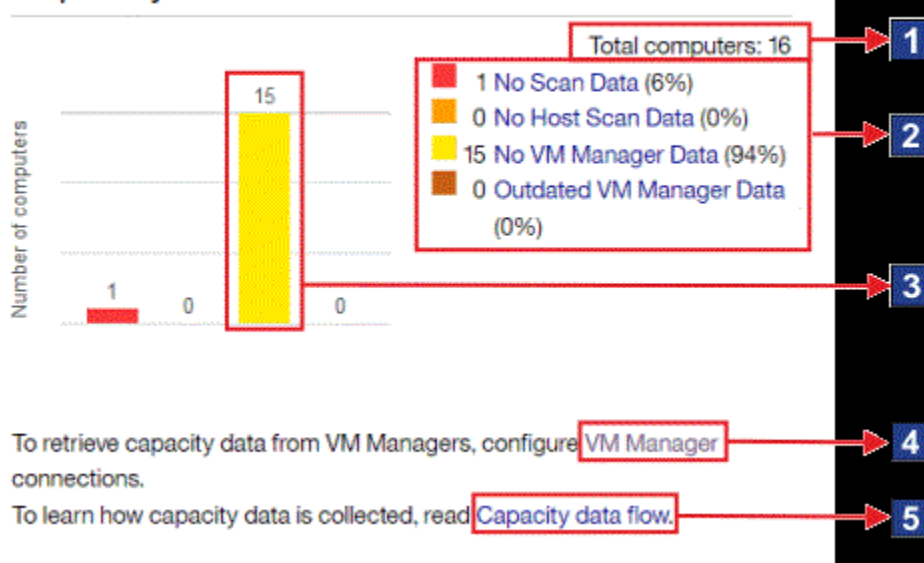 Total computers: 16
1 No Scan Data (6%)
0 No Host Scan Data (0%)
15 No VM Manager Data (94%)
0 Outdated VM Manager Data
(0%)
Number of computers
1
0
15
0
To retrieve capacity data from VM Managers, configure VM Manager
connections.
To learn how capacity data is collected, read Capacity data flow.
1
2
3
4
5